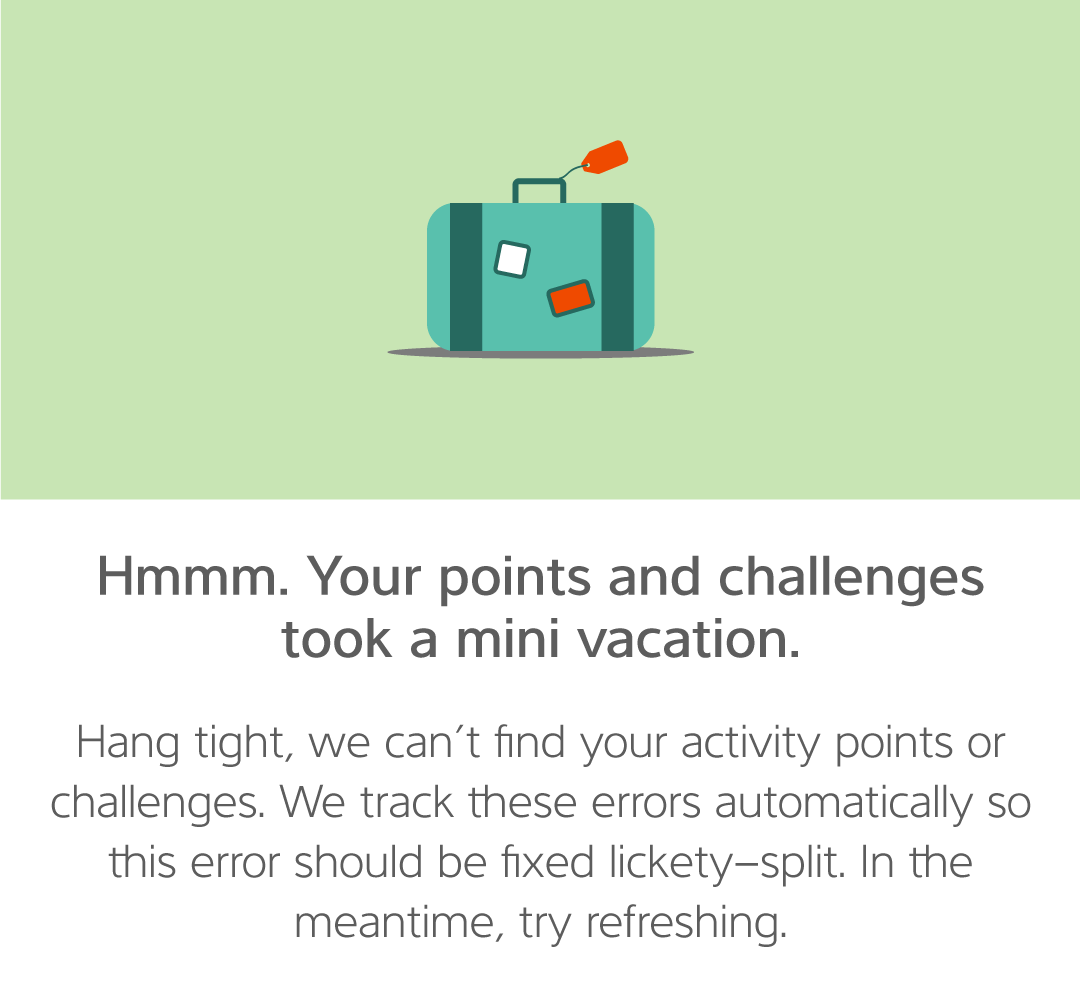 Hmmm. Your points and challenges
took a mini vacation.
Hang tight, we can´t find your activity points or
challenges. We track these errors automatically so
this error should be fixed lickety–split. In the
meantime, try refreshing.